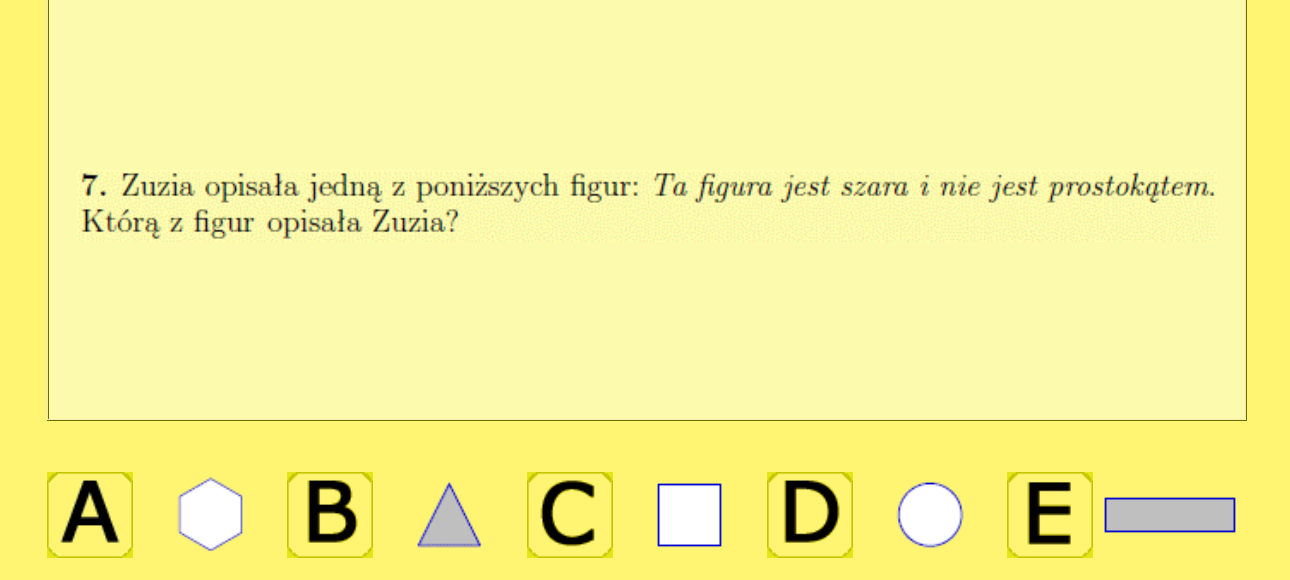 7. Zuzia opisała jedną z poniższych figur: Ta figura jest szara i nie jest prostokątem.
Którą z figur opisała Zuzia?
A B C D E